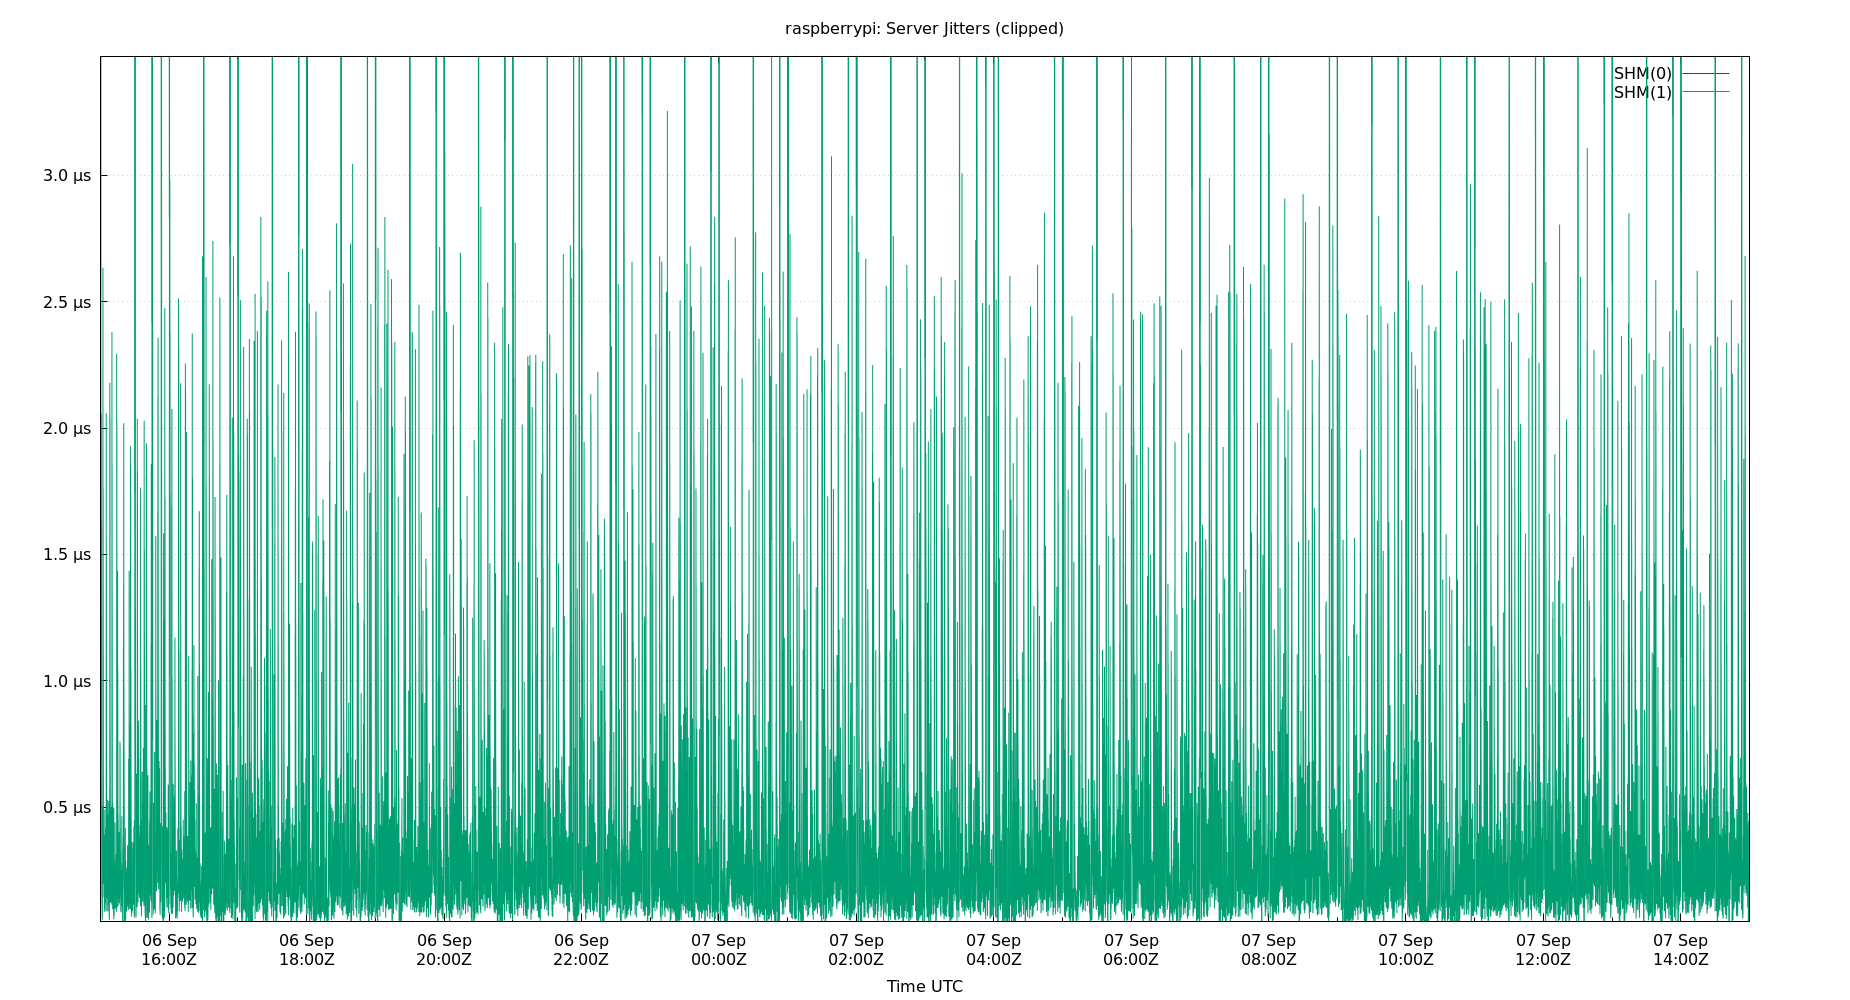 raspberrypi: Server Jitters (clipped)
SHM(0)
SHM(1)
3.0 µs
2.5 µs
2.0 µs
1.5 µs
1.0 µs
0.5 µs
06 Sep 06 Sep 06 Sep 06 Sep 07 Sep 07 Sep 07 Sep 07 Sep 07 Sep 07 Sep 07 Sep 07 Sep
16:00Z 18:00Z 20:00Z 22:00Z 00:00Z 02:00Z 04:00Z 06:00Z 08:00Z 10:00Z 12:00Z 14:00Z
Time UTC